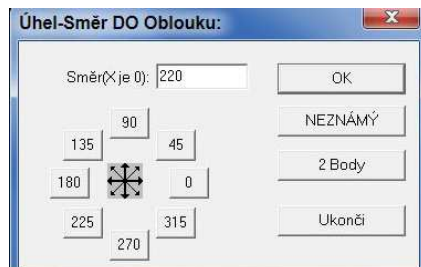 Úhel-Směr DO Oblouku:
Směr(X je 0): 220
OK
90
NEZNÁMÝ
135
45
2 Body
180
0
225
315
Ukonči
270